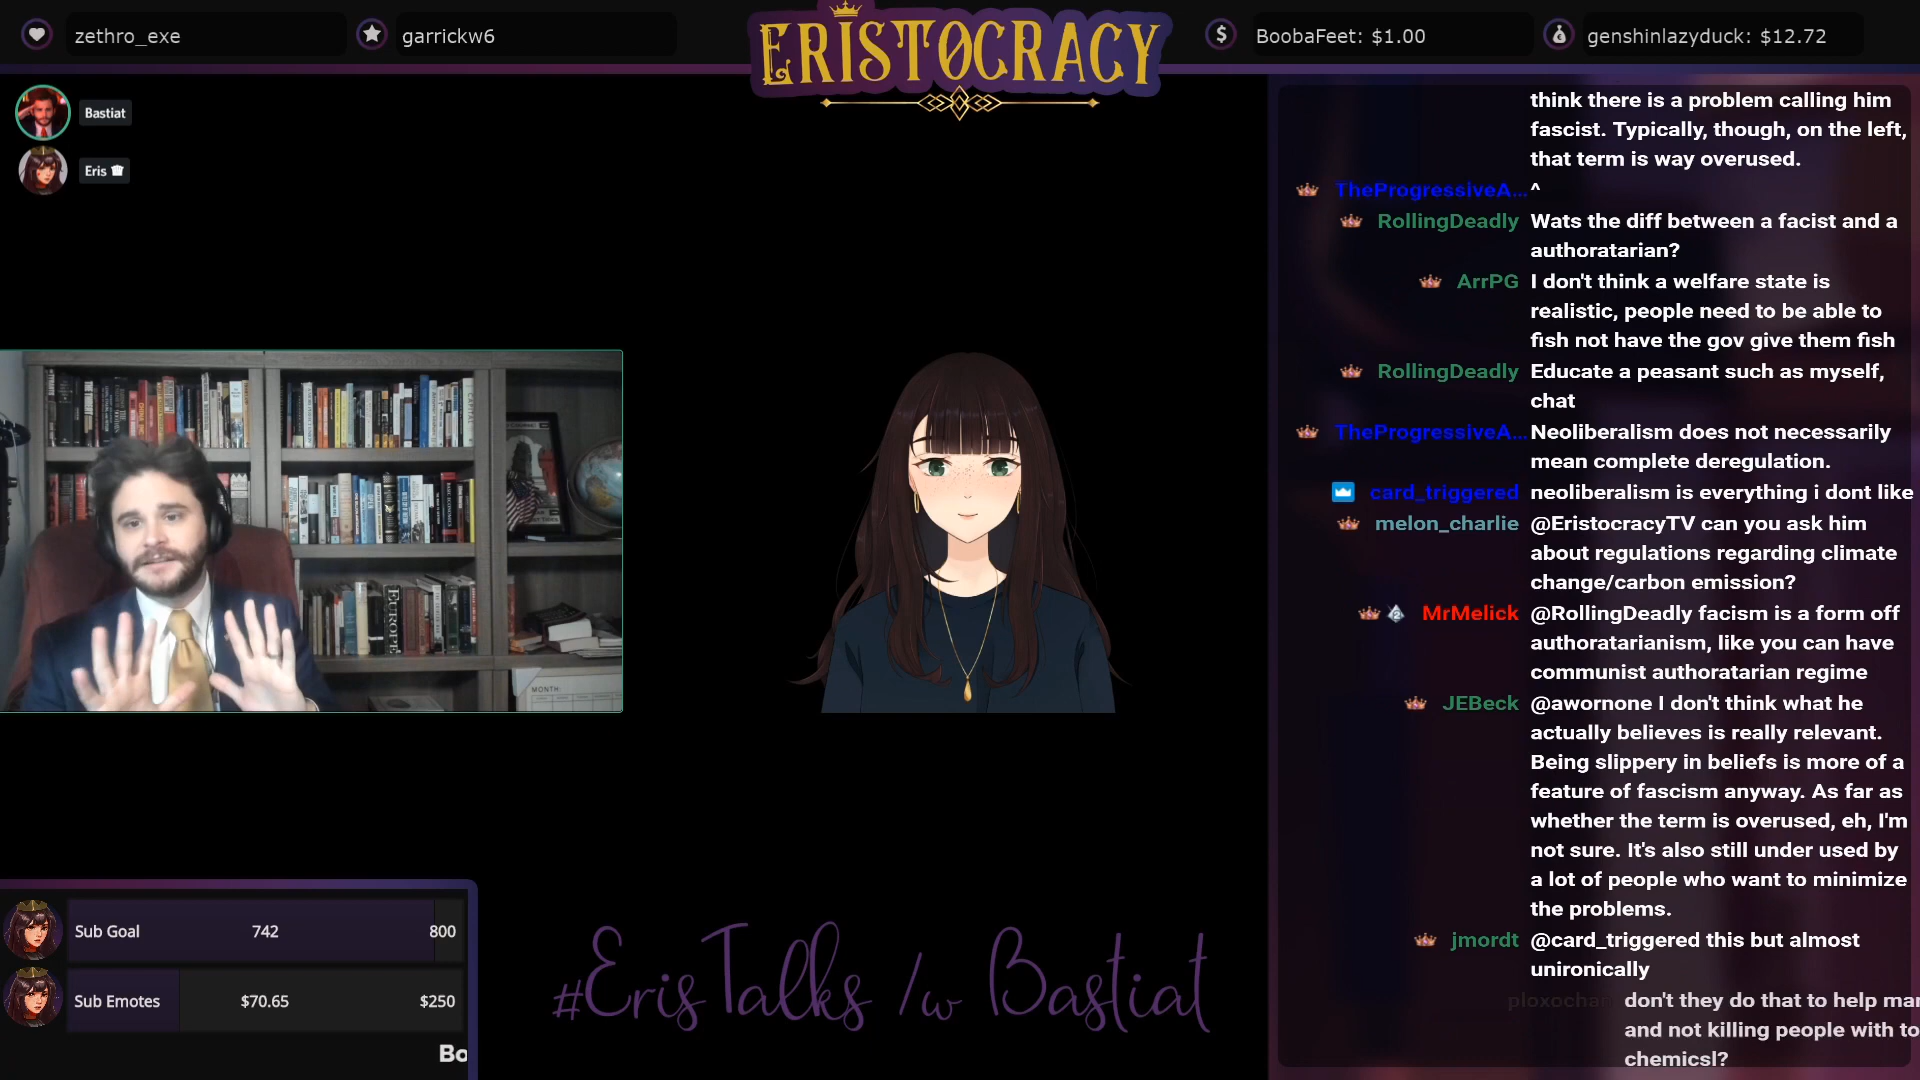 zethro_exe
garrickw6
ERISTOCRACY
$
BoobaFeet: $1.00
genshinlazyduck: $12.72
Bastiat
Eris
EUROPE
MONTH:
Sub Goal 742 800
Sub Emotes $70.65 $250
Bo
#ErisTalks /w Bastiat
think there is a problem calling him
fascist. Typically, though, on the left,
that term is way overused.
TheProgressiveA... ^
RollingDeadly Wats the diff between a facist and a
authoratarian?
ArrPG I don't think a welfare state is
realistic, people need to be able to
fish not have the gov give them fish
RollingDeadly Educate a peasant such as myself,
chat
TheProgressiveA... Neoliberalism does not necessarily
mean complete deregulation.
card_triggered neoliberalism is everything i dont like
melon_charlie @EristocracyTV can you ask him
about regulations regarding climate
change/carbon emission?
2 MrMelick @RollingDeadly facism is a form off
authoratarianism, like you can have
communist authoratarian regime
JEBeck @awornone I don't think what he
actually believes is really relevant.
Being slippery in beliefs is more of a
feature of fascism anyway. As far as
whether the term is overused, eh, I'm
not sure. It's also still under used by
a lot of people who want to minimize
the problems.
jmordt @card_triggered this but almost
unironically
ploxochan don't they do that to help mar
and not killing people with to
chemicsl?